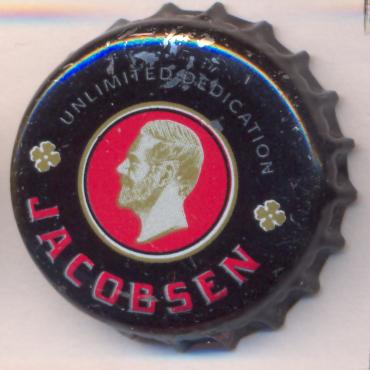 UNLIMITED DEDICATION
JACOBSEN